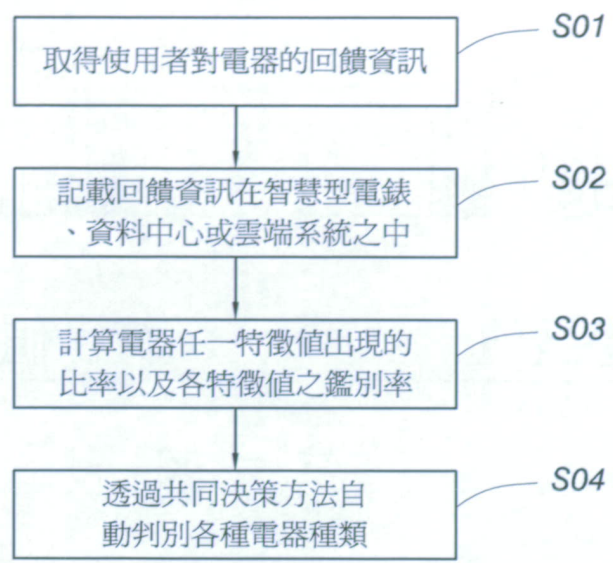 取得使用者對電器的回饋資訊
S01
記載回饋資訊在智慧型電錶
、資料中心或雲端系統之中
S02
計算電器任一特徵值出現的
比率以及各特徵值之鑑別率
S03
透過共同決策方法自
動判別各種電器種類
S04